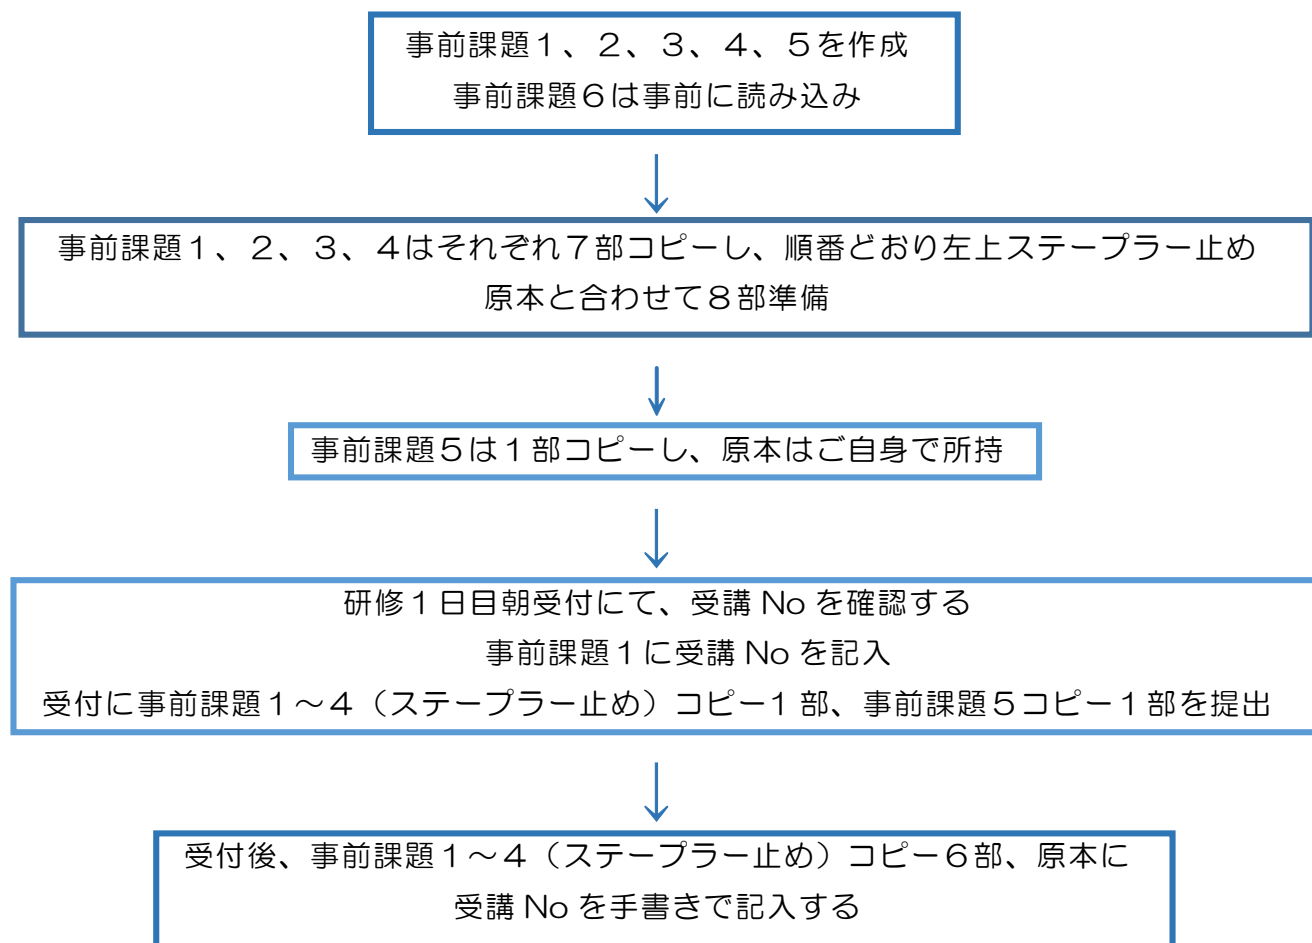 事前課題１、２、３、４、５を作成
事前課題６は事前に読み込み
事前課題１、２、３、４はそれぞれ７部コピーし、順番どおり左上ステープラー止め
原本と合わせて８部準備
事前課題５は１部コピーし、原本はご自身で所持
研修１日目朝受付にて、受講 No を確認する
事前課題１に受講 No を記入
受付に事前課題１～４（ステープラー止め）コピー１部、事前課題５コピー１部を提出
受付後、事前課題１～４（ステープラー止め）コピー６部、原本に
受講 No を手書きで記入する